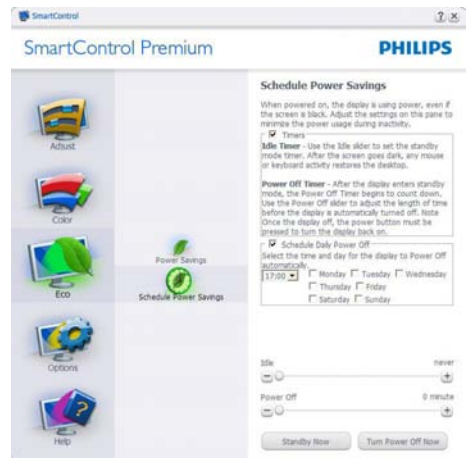 SmartControl
SmartControl Premium
PHILIPS
Adjust
Color
Eco
Options
Help
Power Savings
Schedule Power Savings
Schedule Power Savings
When powered on, the display is using power, even if
the screen is black. Adjust the settings on this pane to
minimize the power usage during inactivity.
Timers
Idle Timer - Use the Idle slider to set the standby
mode timer. After the screen goes dark, any mouse
or keyboard activity restores the desktop.
Power Off Timer - After the display enters standby
mode, the Power Off Timer begins to count down.
Use the Power Off slider to adjust the length of time
before the display is automatically turned off. Note
Once the display off, the power button must be
pressed to turn the display back on.
Schedule Daily Power Off
Select the time and day for the display to Power Off
automatically.
17:00 Monday Tuesday Wednesday
Thursday Friday
Saturday Sunday
Idle never
Power Off 0 minute
Standby Now Turn Power Off Now